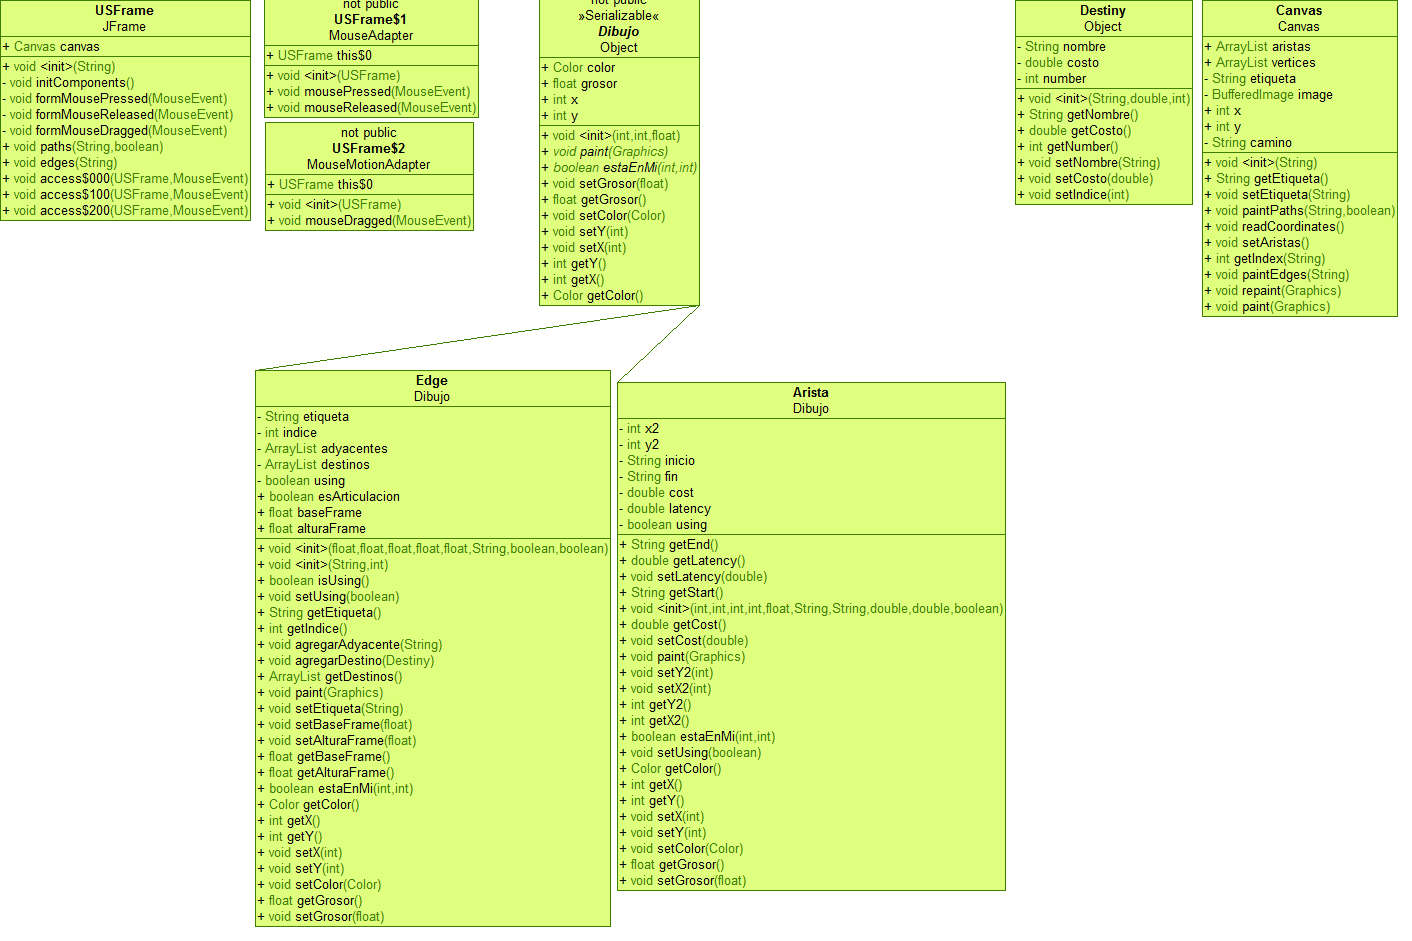 USFrame
JFrame
+ Canvas canvas
+ void <init>(String)
- void initComponents()
- void formMousePressed(MouseEvent)
- void formMouseReleased(MouseEvent)
- void formMouseDragged(MouseEvent)
+ void paths(String,boolean)
+ void edges(String)
+ void access$000(USFrame,MouseEvent)
+ void access$100(USFrame,MouseEvent)
+ void access$200(USFrame,MouseEvent)
not public
USFrame$1
MouseAdapter
+ USFrame this$0
+ void <init>(USFrame)
+ void mousePressed(MouseEvent)
+ void mouseReleased(MouseEvent)
not public
USFrame$2
MouseMotionAdapter
+ USFrame this$0
+ void <init>(USFrame)
+ void mouseDragged(MouseEvent)
not public
»Serializable«
Dibujo
Object
+ Color color
+ float grosor
+ int x
+ int y
+ void <init>(int,int,float)
+ void paint(Graphics)
+ boolean estaEnMi(int,int)
+ void setGrosor(float)
+ float getGrosor()
+ void setColor(Color)
+ void setY(int)
+ void setX(int)
+ int getY()
+ int getX()
+ Color getColor()
Destiny
Object
- String nombre
- double costo
- int number
+ void <init>(String,double,int)
+ String getNombre()
+ double getCosto()
+ int getNumber()
+ void setNombre(String)
+ void setCosto(double)
+ void setIndice(int)
Canvas
Canvas
+ ArrayList aristas
+ ArrayList vertices
- String etiqueta
- BufferedImage image
+ int x
+ int y
- String camino
+ void <init>(String)
+ String getEtiqueta()
+ void setEtiqueta(String)
+ void paintPaths(String,boolean)
+ void readCoordinates()
+ void setAristas()
+ int getIndex(String)
+ void paintEdges(String)
+ void repaint(Graphics)
+ void paint(Graphics)
Edge
Dibujo
- String etiqueta
- int indice
- ArrayList adyacentes
- ArrayList destinos
- boolean using
+ boolean esArticulacion
+ float baseFrame
+ float alturaFrame
+ void <init>(float,float,float,float,float,String,boolean,boolean)
+ void <init>(String,int)
+ boolean isUsing()
+ void setUsing(boolean)
+ String getEtiqueta()
+ int getIndice()
+ void agregarAdyacente(String)
+ void agregarDestino(Destiny)
+ ArrayList getDestinos()
+ void paint(Graphics)
+ void setEtiqueta(String)
+ void setBaseFrame(float)
+ void setAlturaFrame(float)
+ float getBaseFrame()
+ float getAlturaFrame()
+ boolean estaEnMi(int,int)
+ Color getColor()
+ int getX()
+ int getY()
+ void setX(int)
+ void setY(int)
+ void setColor(Color)
+ float getGrosor()
+ void setGrosor(float)
Arista
Dibujo
- int x2
- int y2
- String inicio
- String fin
- double cost
- double latency
- boolean using
+ String getEnd()
+ double getLatency()
+ void setLatency(double)
+ String getStart()
+ void <init>(int,int,int,int,float,String,String,double,double,boolean)
+ double getCost()
+ void setCost(double)
+ void paint(Graphics)
+ void setY2(int)
+ void setX2(int)
+ int getY2()
+ int getX2()
+ boolean estaEnMi(int,int)
+ void setUsing(boolean)
+ Color getColor()
+ int getX()
+ int getY()
+ void setX(int)
+ void setY(int)
+ void setColor(Color)
+ float getGrosor()
+ void setGrosor(float)